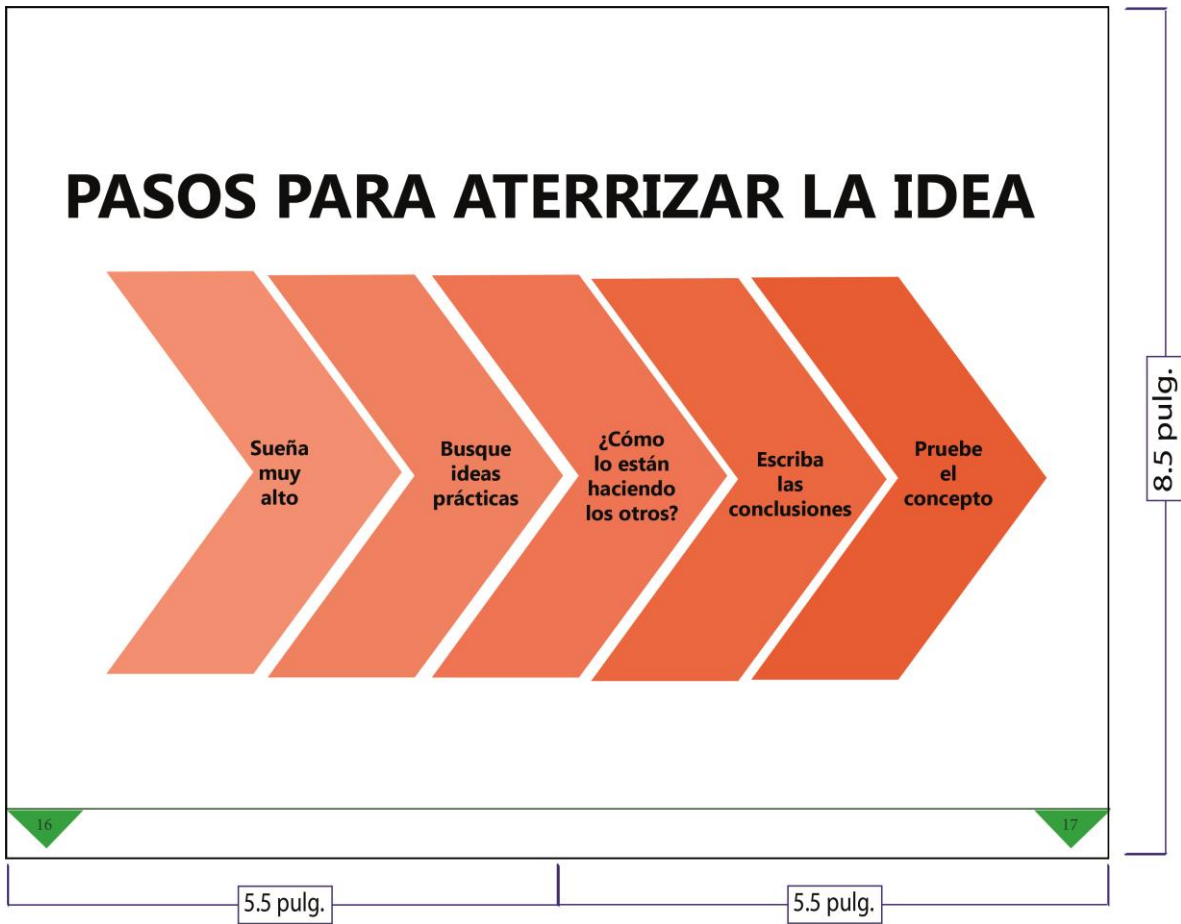 PASOS PARA ATERRIZAR LA IDEA
Sueña
muy
alto
Busque
ideas
prácticas
¿Cómo
lo están
haciendo
los otros?
Escriba
las
conclusiones
Pruebe
el
concepto
8.5 pulg.
16
17
5.5 pulg.
5.5 pulg.